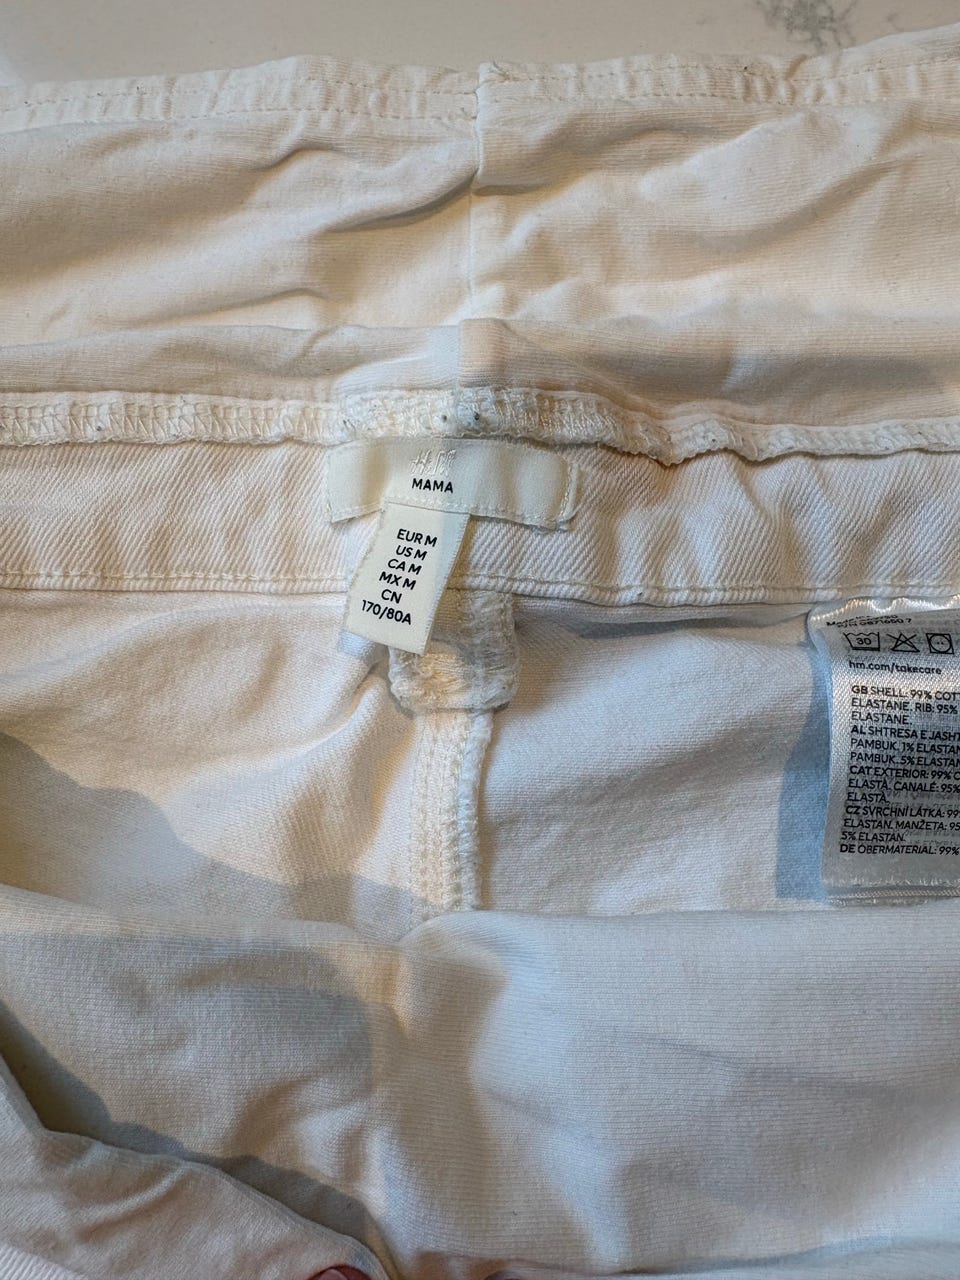 H&M
MAMA
EUR M
US M
CA M
MX M
CN
170/80A
30
hm.com/takecare
GB SHELL: 99% COT
ELASTANE, RIB: 95%
ELASTANE.
AL SHTRESA E JASHT
PAMBUK, 1% ELASTAN
PAMBUK, 5% ELASTAN
CAT EXTERIOR: 99% C
ELASTÀ. CANALÉ: 95%
ELASTÀ.
CZ SVRCHNÍ LÁTKA: 99
ELASTAN. MANŽETA: 95
5% ELASTAN.
DE OBERMATERIAL: 99%